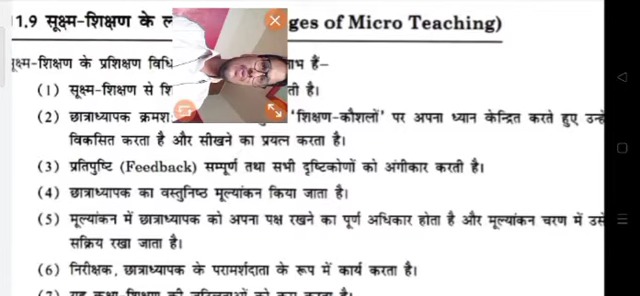 11.9 सूक्ष्म-शिक्षण के ges of Micro Teaching)
सूक्ष्म-शिक्षण के प्रशिक्षण हैं–
(1) सूक्ष्म-शिक्षण से ती है।
(2) छात्राध्यापक 'शिक्षण-कौशलों' पर अपना ध्यान केन्द्रित करते हुए उन्हें
विकसित करता है और सीखने का प्रयत्न करता है।
(3) प्रतिपुष्टि (Feedback) सम्पूर्ण तथा सभी दृष्टिकोणों को अंगीकार करती है।
(4) छात्राध्यापक का वस्तुनिष्ठ मूल्यांकन किया जाता है।
(5) मूल्यांकन में छात्राध्यापक को अपना पक्ष रखने का पूर्ण अधिकार होता है और मूल्यांकन चरण में उसे
सक्रिय रखा जाता है।
(6) निरीक्षक, छात्राध्यापक के परामर्शदाता के रूप में कार्य करता है।